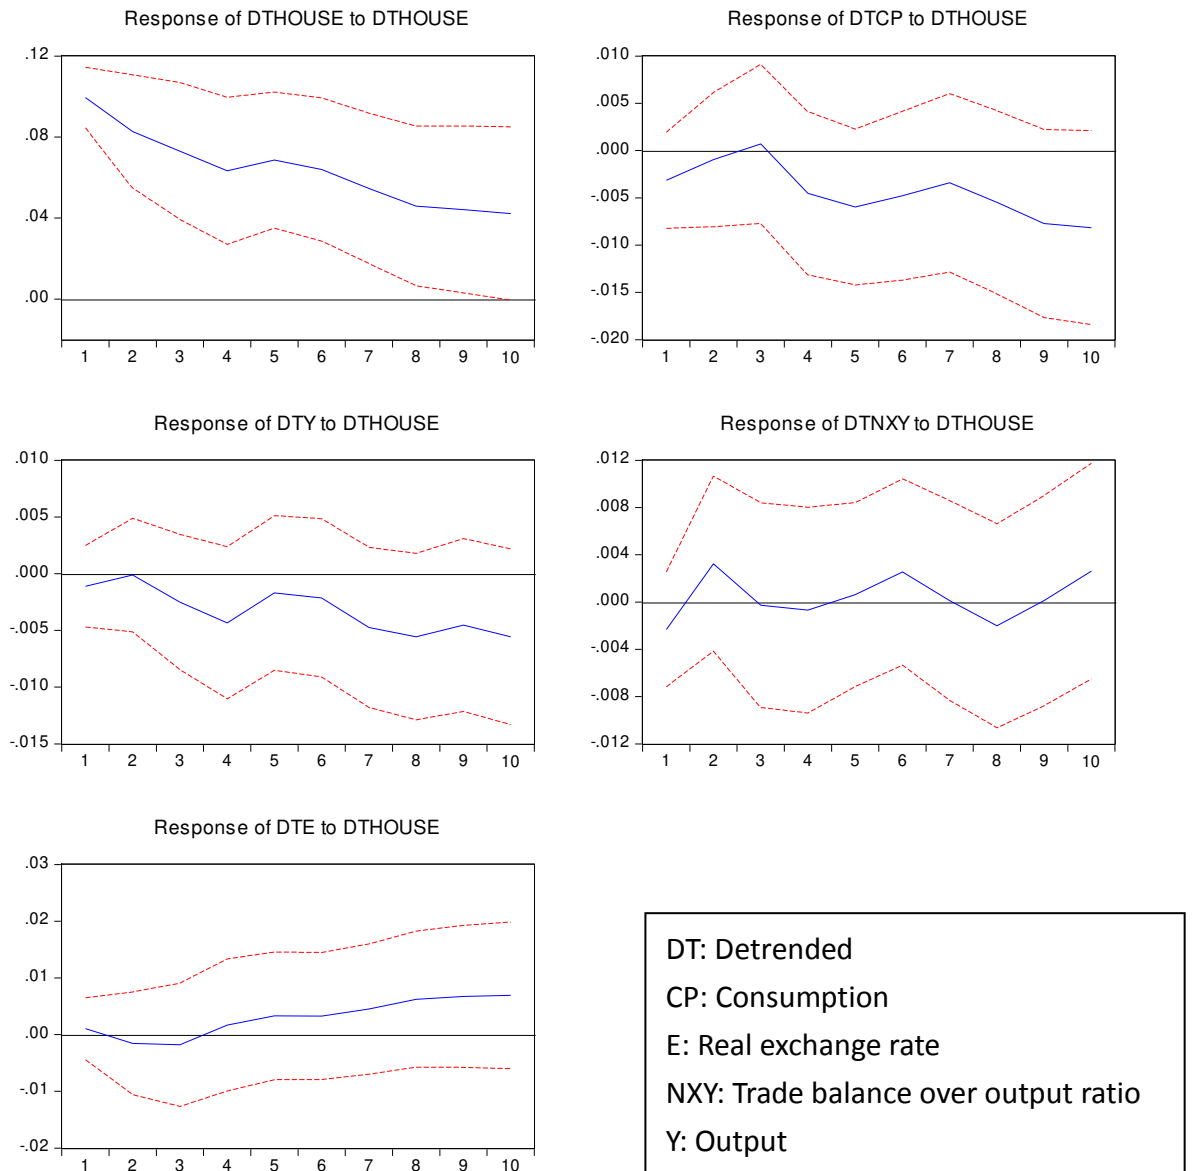 Response of DTHOUSE to DTHOUSE
.12
.08
.04
.00
1 2 3 4 5 6 7 8 9 10
Response of DTCP to DTHOUSE
.010
.005
.000
-.005
-.010
-.015
-.020
1 2 3 4 5 6 7 8 9 10
Response of DTY to DTHOUSE
.010
.005
.000
-.005
-.010
-.015
1 2 3 4 5 6 7 8 9 10
Response of DTNXY to DTHOUSE
.012
.008
.004
.000
-.004
-.008
-.012
1 2 3 4 5 6 7 8 9 10
Response of DTE to DTHOUSE
.03
.02
.01
.00
-.01
-.02
1 2 3 4 5 6 7 8 9 10
DT: Detrended
CP: Consumption
E: Real exchange rate
NXY: Trade balance over output ratio
Y: Output